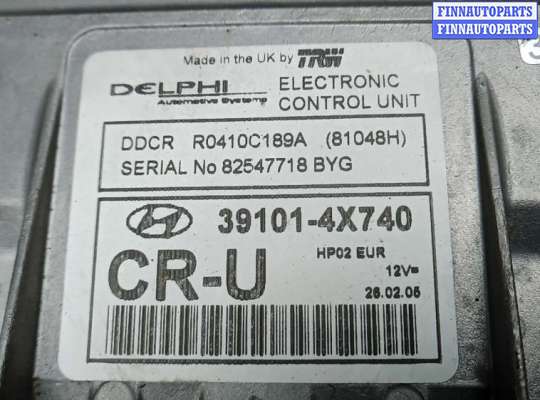 FINNAUTOPARTS
FINNAUTOPARTS
Made in the UK by TRW
DELPHI
Automotive Systems
ELECTRONIC
CONTROL UNIT
DDCR R0410C189A (81048H)
SERIAL No 82547718 BYG
39101-4X740
CR-U
HP02 EUR
12V=
26.02.05